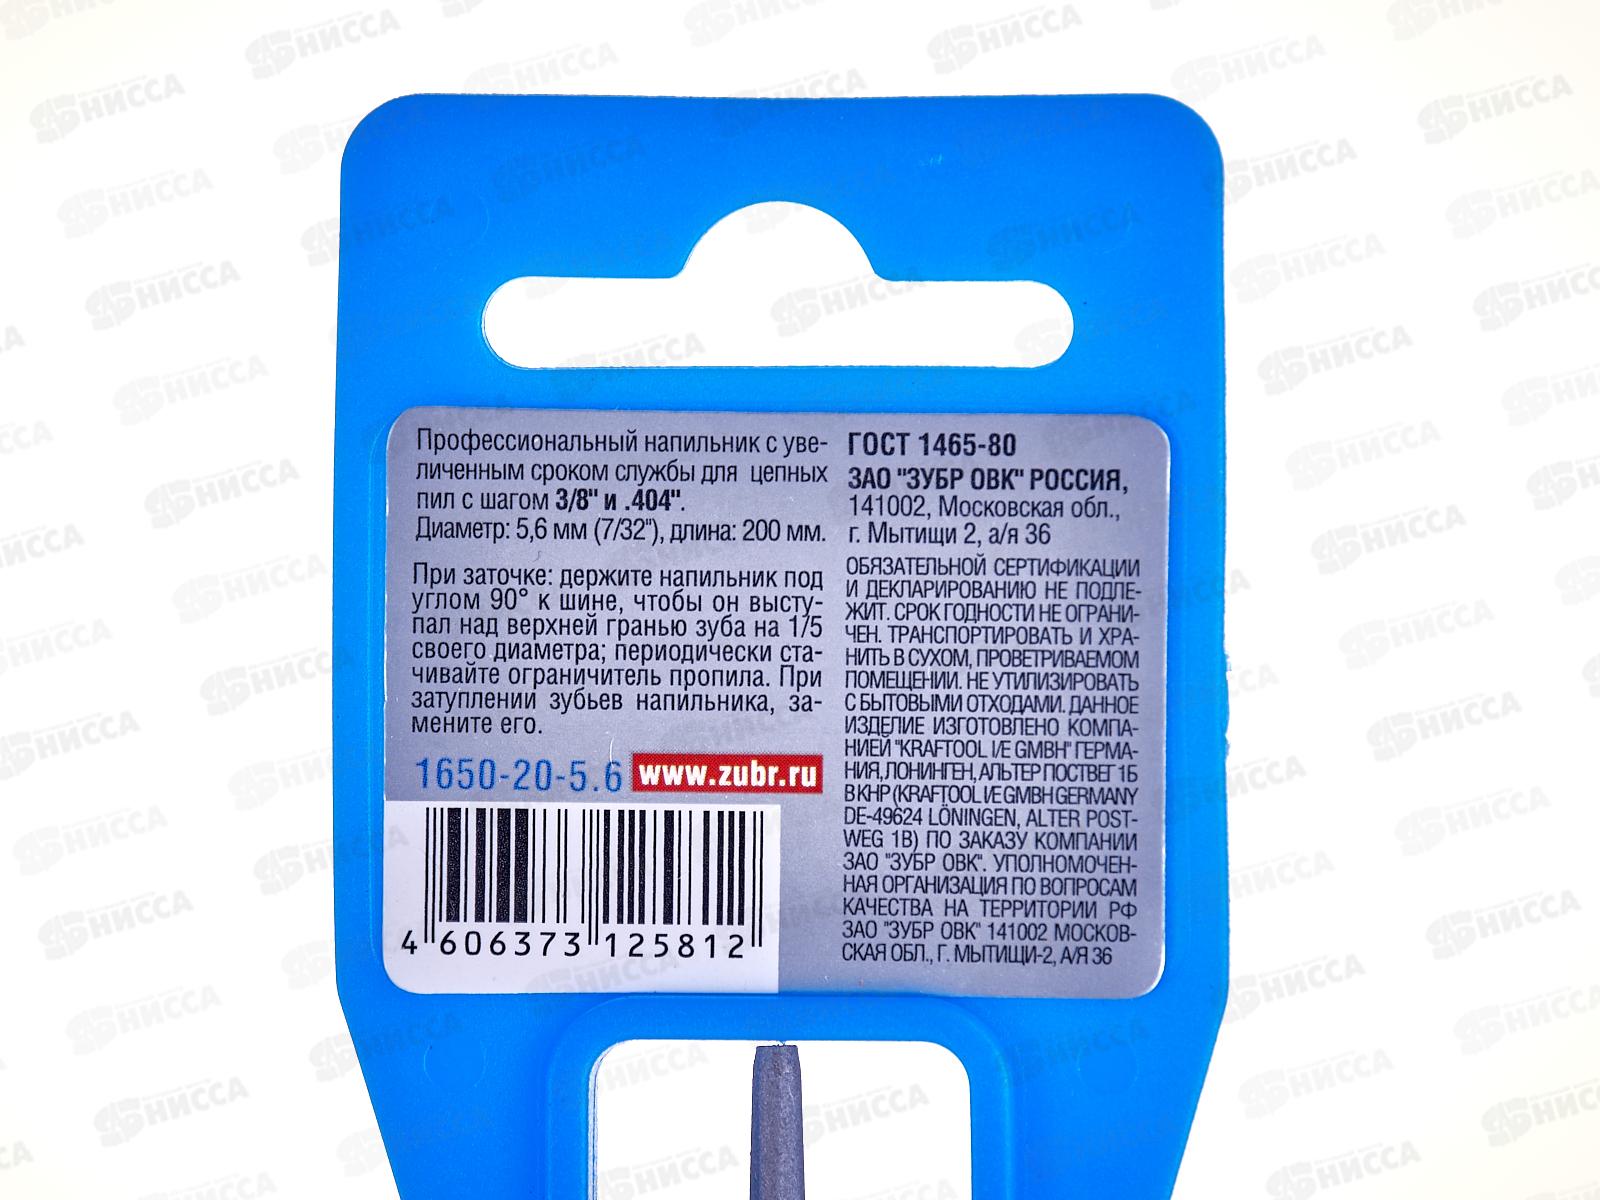 Профессиональный напильник с уве-
личенным сроком службы для цепных
пил с шагом 3/8" и .404".
Диаметр: 5,6 мм (7/32"), длина: 200 мм.
При заточке: держите напильник под
углом 90° к шине, чтобы он высту-
пал над верхней гранью зуба на 1/5
своего диаметра; периодически ста-
чивайте ограничитель пропила. При
затуплении зубьев напильника, за-
мените его.
1650-20-5.6 www.zubr.ru
4 606373 125812
ГОСТ 1465-80
ЗАО "ЗУБР ОВК" РОССИЯ,
141002, Московская обл.,
г. Мытищи 2, а/я 36
ОБЯЗАТЕЛЬНОЙ СЕРТИФИКАЦИИ
И ДЕКЛАРИРОВАНИЮ НЕ ПОДЛЕ-
ЖИТ. СРОК ГОДНОСТИ НЕ ОГРАНИ-
ЧЕН. ТРАНСПОРТИРОВАТЬ И ХРА-
НИТЬ В СУХОМ, ПРОВЕТРИВАЕМОМ
ПОМЕЩЕНИИ. НЕ УТИЛИЗИРОВАТЬ
С БЫТОВЫМИ ОТХОДАМИ. ДАННОЕ
ИЗДЕЛИЕ ИЗГОТОВЛЕНО КОМПА-
НИЕЙ "KRAFTOOL I/E GMBH" ГЕРМА-
НИЯ, ЛОНИНГЕН, АЛЬТЕР ПОСТВЕГ 1Б
В КНР (KRAFTOOL I/E GMBH GERMANY
DE-49624 LÖNINGEN, ALTER POST-
WEG 1B) ПО ЗАКАЗУ КОМПАНИИ
ЗАО "ЗУБР ОВК". УПОЛНОМОЧЕН-
НАЯ ОРГАНИЗАЦИЯ ПО ВОПРОСАМ
КАЧЕСТВА НА ТЕРРИТОРИИ РФ
ЗАО "ЗУБР ОВК" 141002 МОСКОВ-
СКАЯ ОБЛ., Г. МЫТИЩИ-2, А/Я 36
НИССА